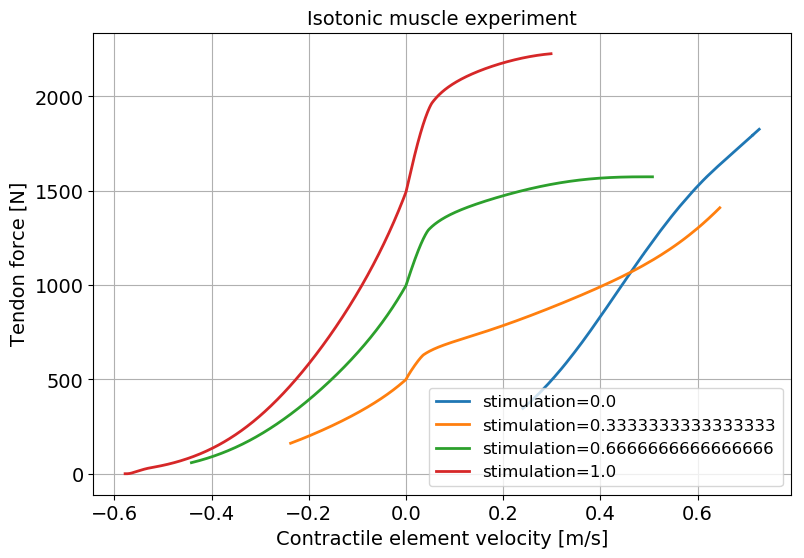 Isotonic muscle experiment
Tendon force [N]
2000
1500
1000
500
0
stimulation=0.0
stimulation=0.3333333333333333
stimulation=0.6666666666666666
stimulation=1.0
−0.6 −0.4 −0.2 0.0 0.2 0.4 0.6
Contractile element velocity [m/s]